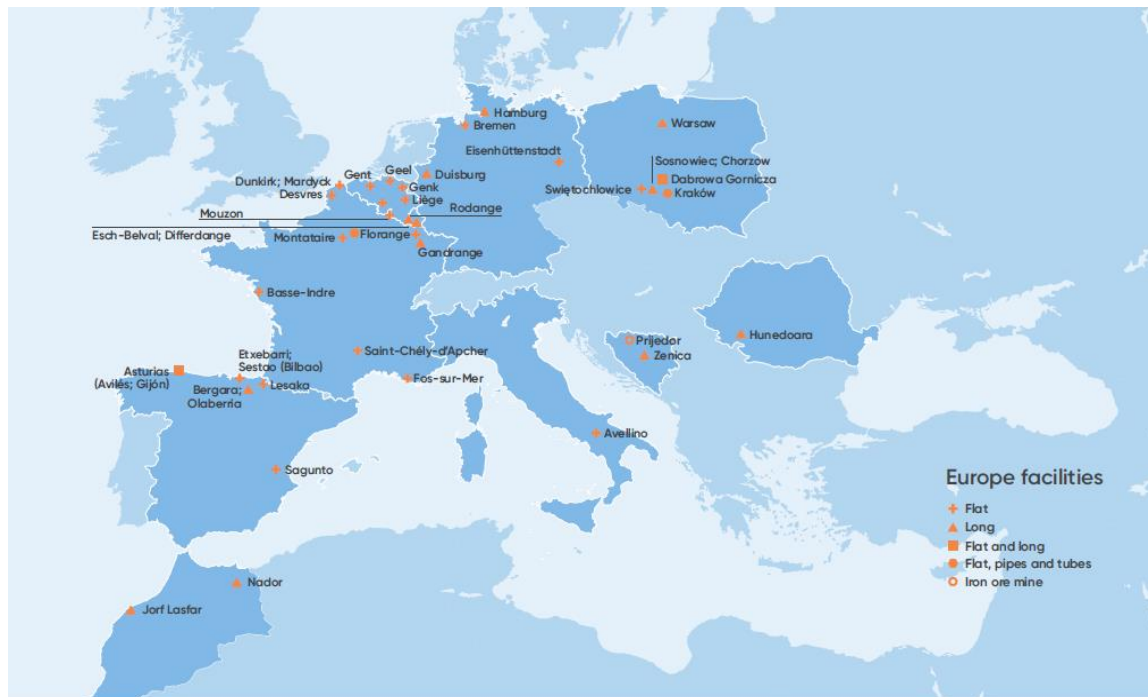 Hamburg
Bremen
Warsaw
Eisenhüttenstadt
Sosnowiec; Chorzow
Dabrowa Gornicza
Świętochlowice
Kraków
Geel
Gent
Duisburg
Dunkirk; Mardyck
Genk
Desvres
Liège
Mouzon
Rodange
Esch-Belval; Differdange
Montataire
Florange
Gandrange
Basse-Indre
Hunedoara
Prijedor
Zenica
Saint-Chély-d'Apcher
Etxebarri;
Sestao (Bilbao)
Asturias
(Avilés; Gijón)
Lesaka
Fos-sur-Mer
Bergara;
Olaberria
Avellino
Sagunto
Europe facilities
Flat
Long
Flat and long
Flat, pipes and tubes
Iron ore mine
Nador
Jorf Lasfar